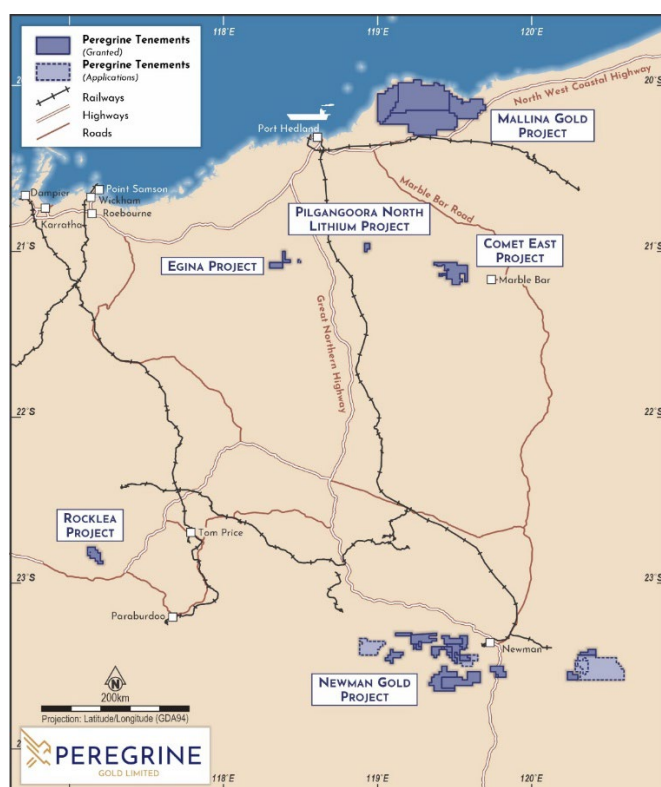 Peregrine Tenements
(Granted)
Peregrine Tenements
(Applications)
Railways
Highways
Roads
118°E
119°E
120°E
20°S
20°S
North West Coastal Highway
Mallina Gold
Project
Port Hedland
Marble Bar Road
Dampier
Point Samson
Wickham
Roebourne
Karratha
Pilgangoora North
Lithium Project
Egina Project
Comet East
Project
Marble Bar
21°S
21°S
Great Northern Highway
22°S
22°S
Rocklea
Project
Tom Price
23°S
23°S
Paraburdoo
Newman
Newman Gold
Project
N
200km
Projection: Latitude/Longitude (GDA94)
PEREGRINE
GOLD LIMITED
118°E
119°E
120°E